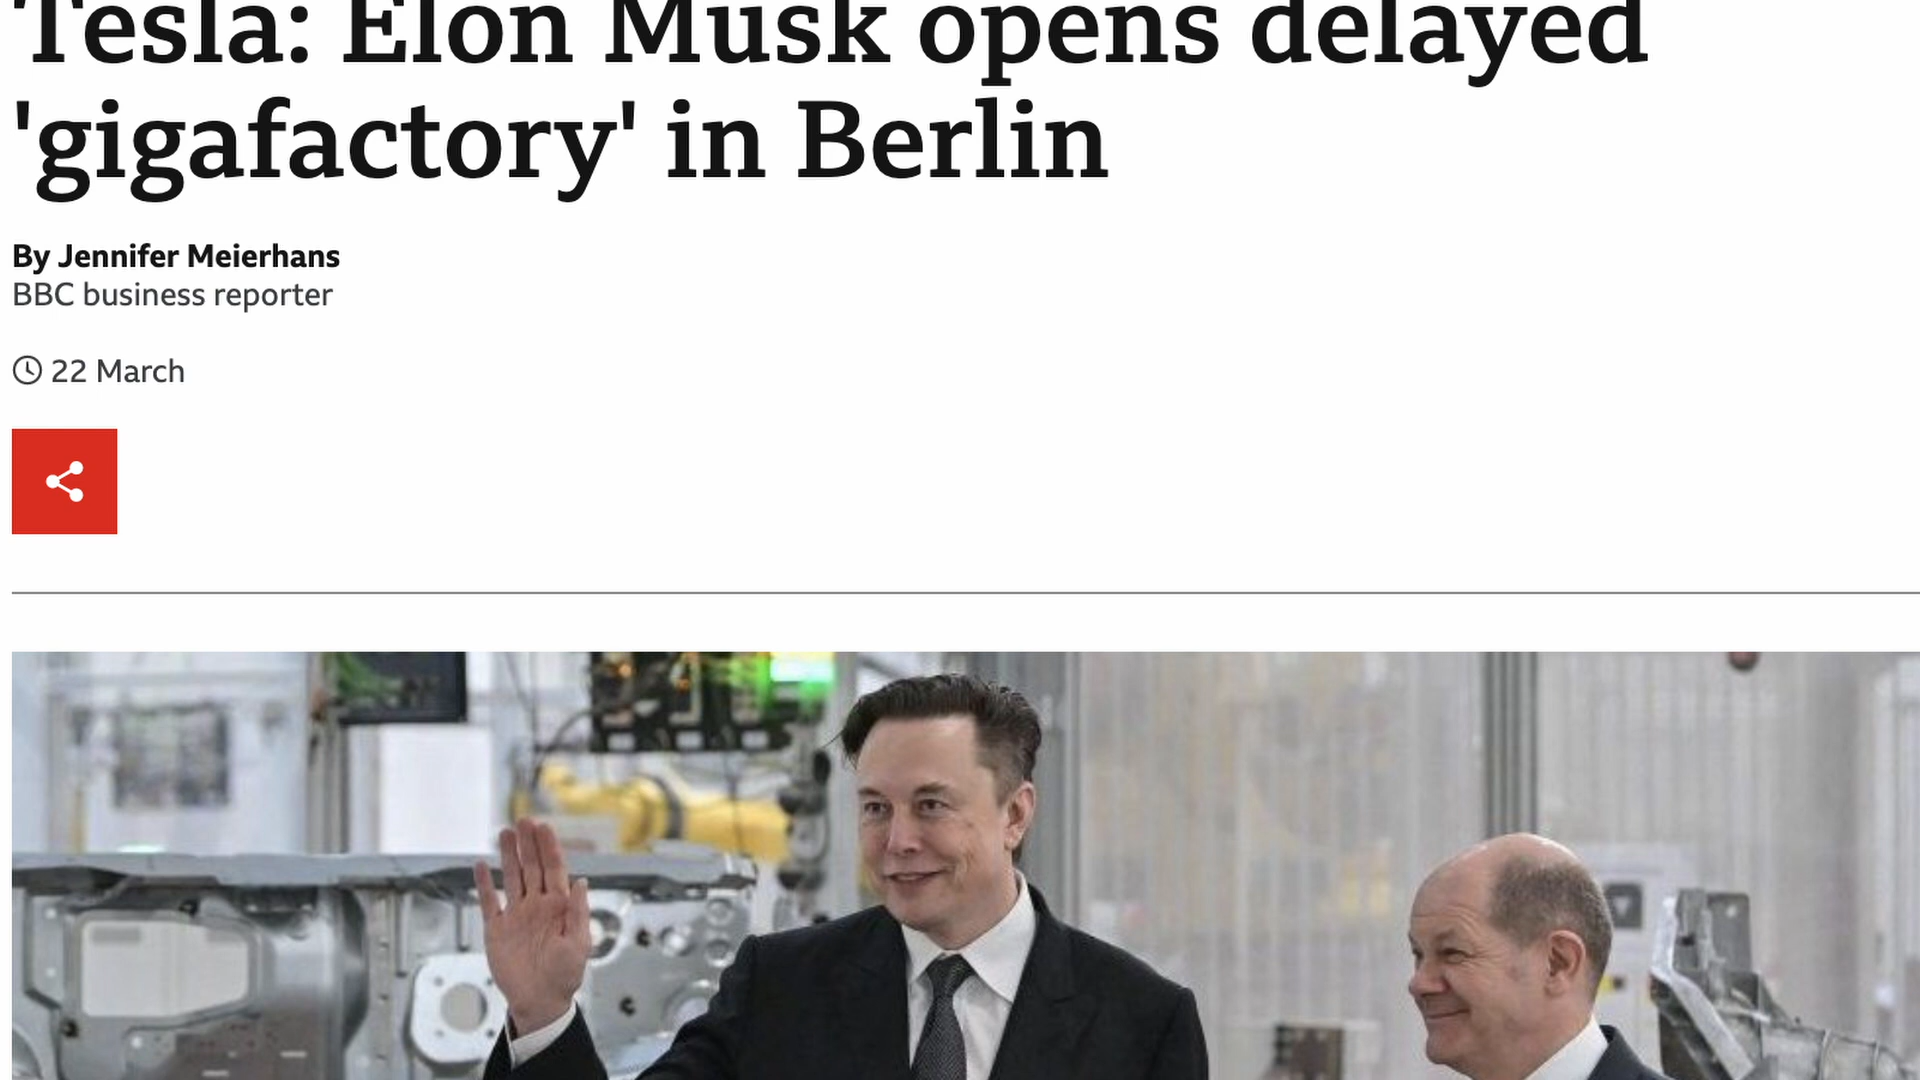 Tesla: Elon Musk opens delayed
'gigafactory' in Berlin
By Jennifer Meierhans
BBC business reporter
22 March